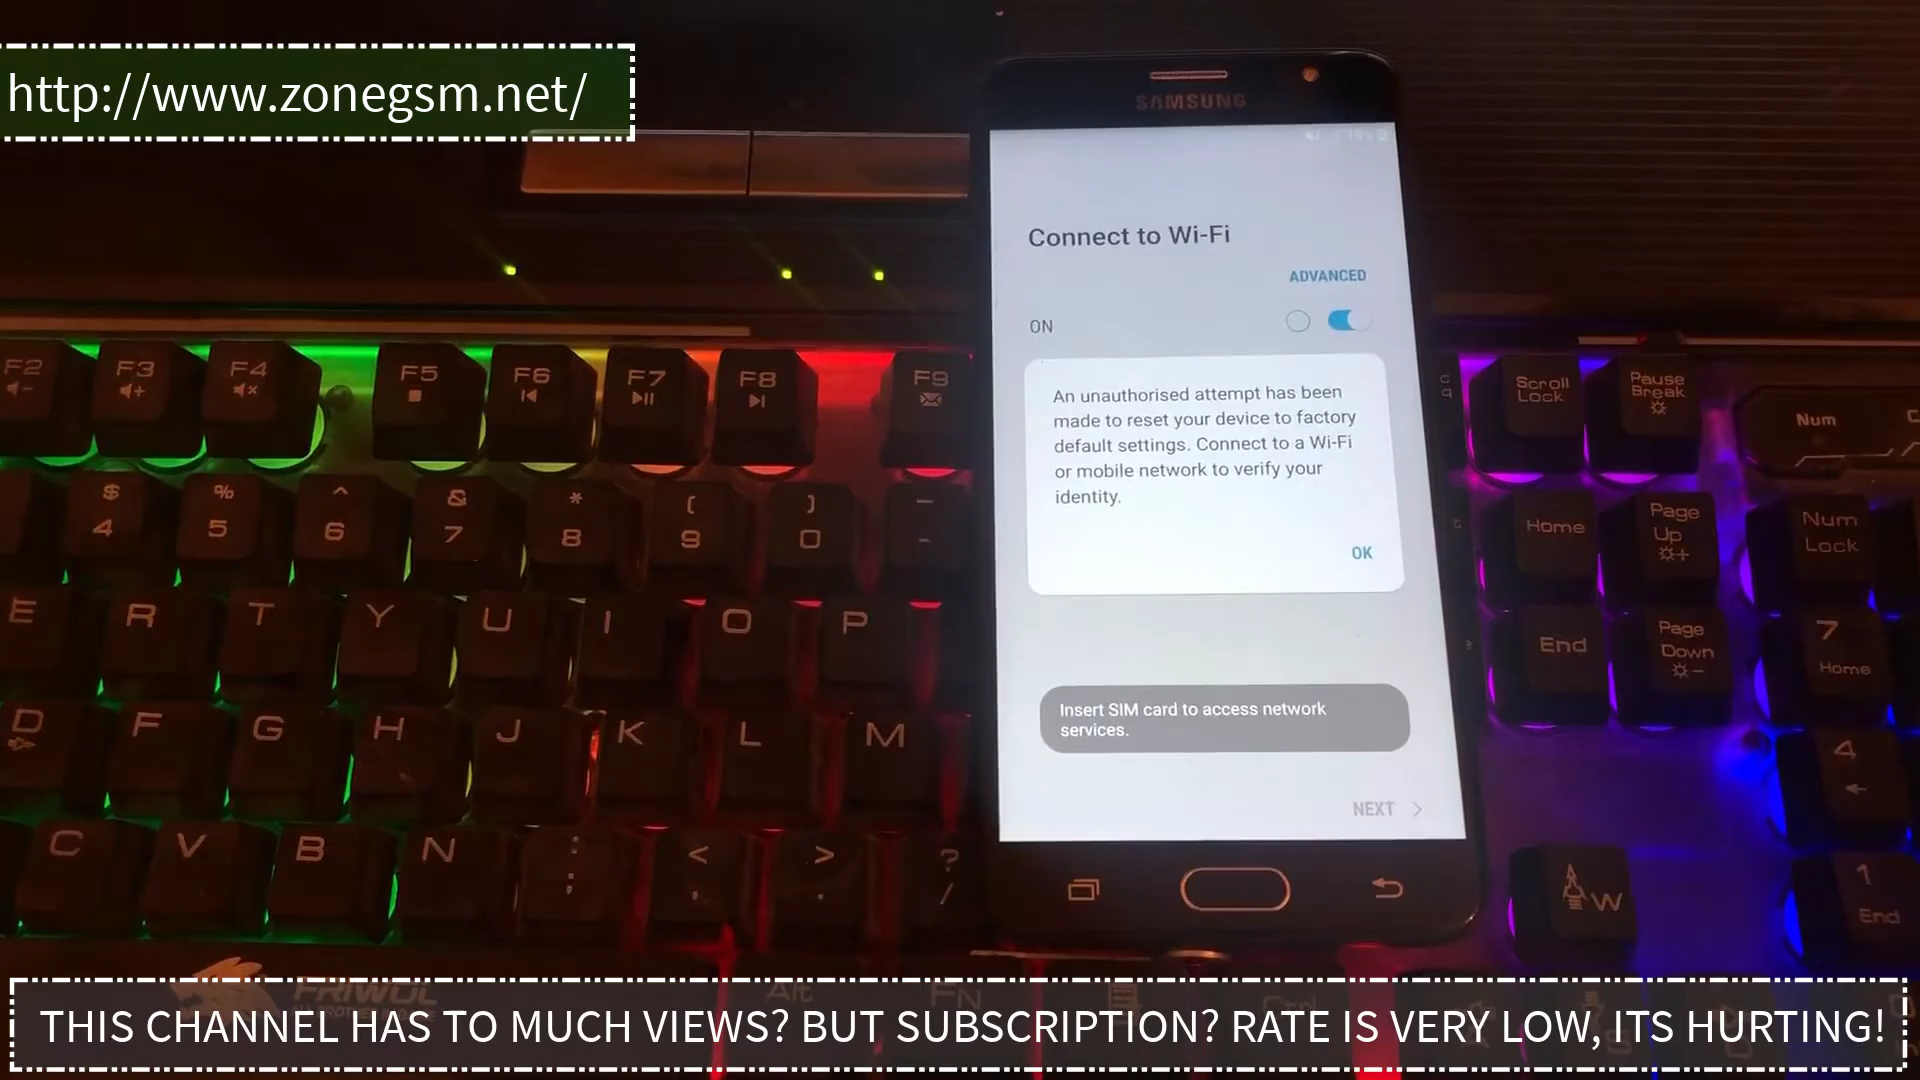 http://www.zonegsm.net/
SAMSUNG
Connect to Wi-Fi
ADVANCED
ON
An unauthorised attempt has been
made to reset your device to factory
default settings. Connect to a Wi-Fi
or mobile network to verify your
identity.
OK
Insert SIM card to access network
services.
NEXT
F2 F3 F4 F5 F6 F7 F8 F9
Scroll Lock
Pause Break
Num
$ 4 % 5 ^ 6 & 7 * 8 ( 9 ) 0 - -
Home
Page Up
Num Lock
E R T Y U I O P
End
Page Down
7 Home
D F G H J K L M
4
C V B N : ; < , > . ? /
W
1 End
FRIWOL
Alt FN Ctrl
THIS CHANNEL HAS TO MUCH VIEWS? BUT SUBSCRIPTION? RATE IS VERY LOW, ITS HURTING!